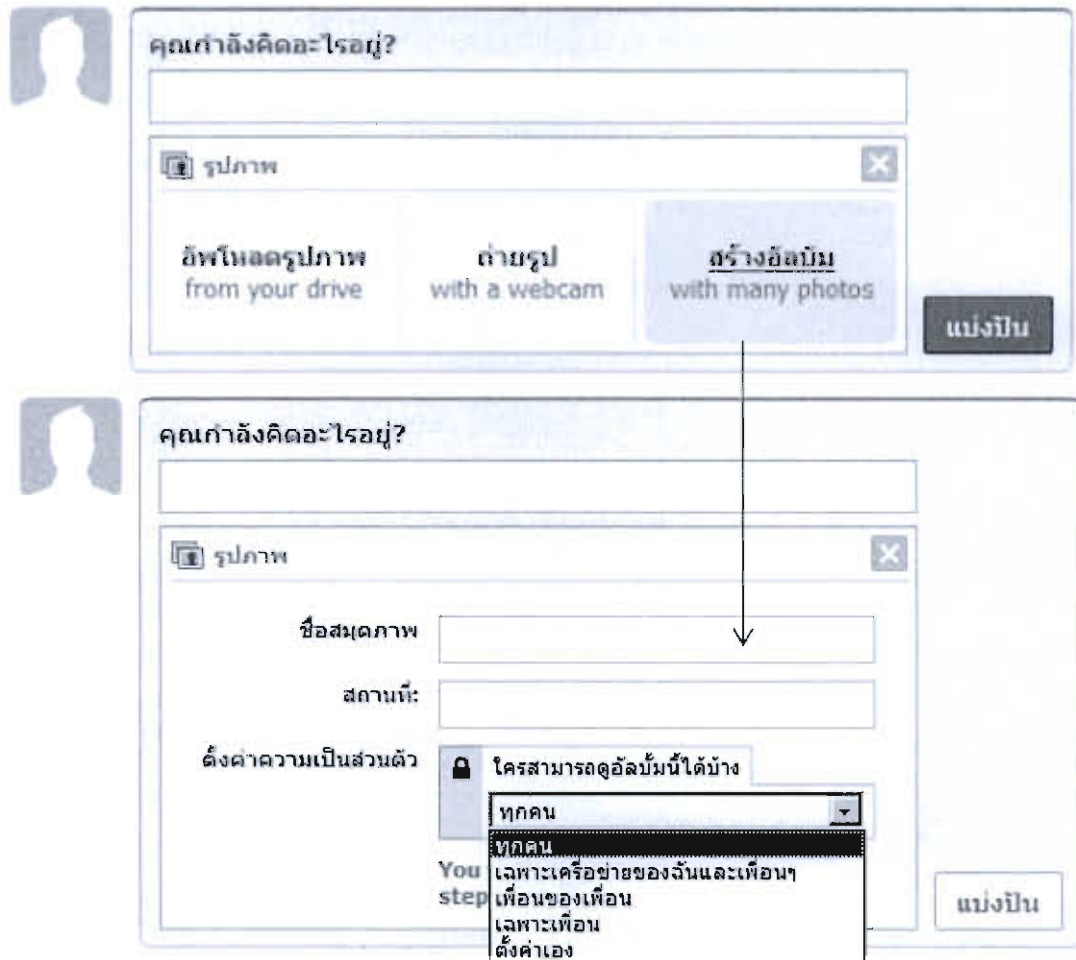 คุณกำลังคิดอะไรอยู่?
รูปภาพ
อัพโหลดรูปภาพ
from your drive
ถ่ายรูป
with a webcam
สร้างอัลบัม
with many photos
แบ่งปัน
คุณกำลังคิดอะไรอยู่?
รูปภาพ
ชื่อสมุดภาพ
สถานที่:
ตั้งค่าความเป็นส่วนตัว
ใครสามารถดูอัลบั้มนี้ได้บ้าง
ทุกคน
ทุกคน
เฉพาะเครือข่ายของฉันและเพื่อนๆ
เพื่อนของเพื่อน
เฉพาะเพื่อน
ตั้งค่าเอง
You
step
แบ่งปัน